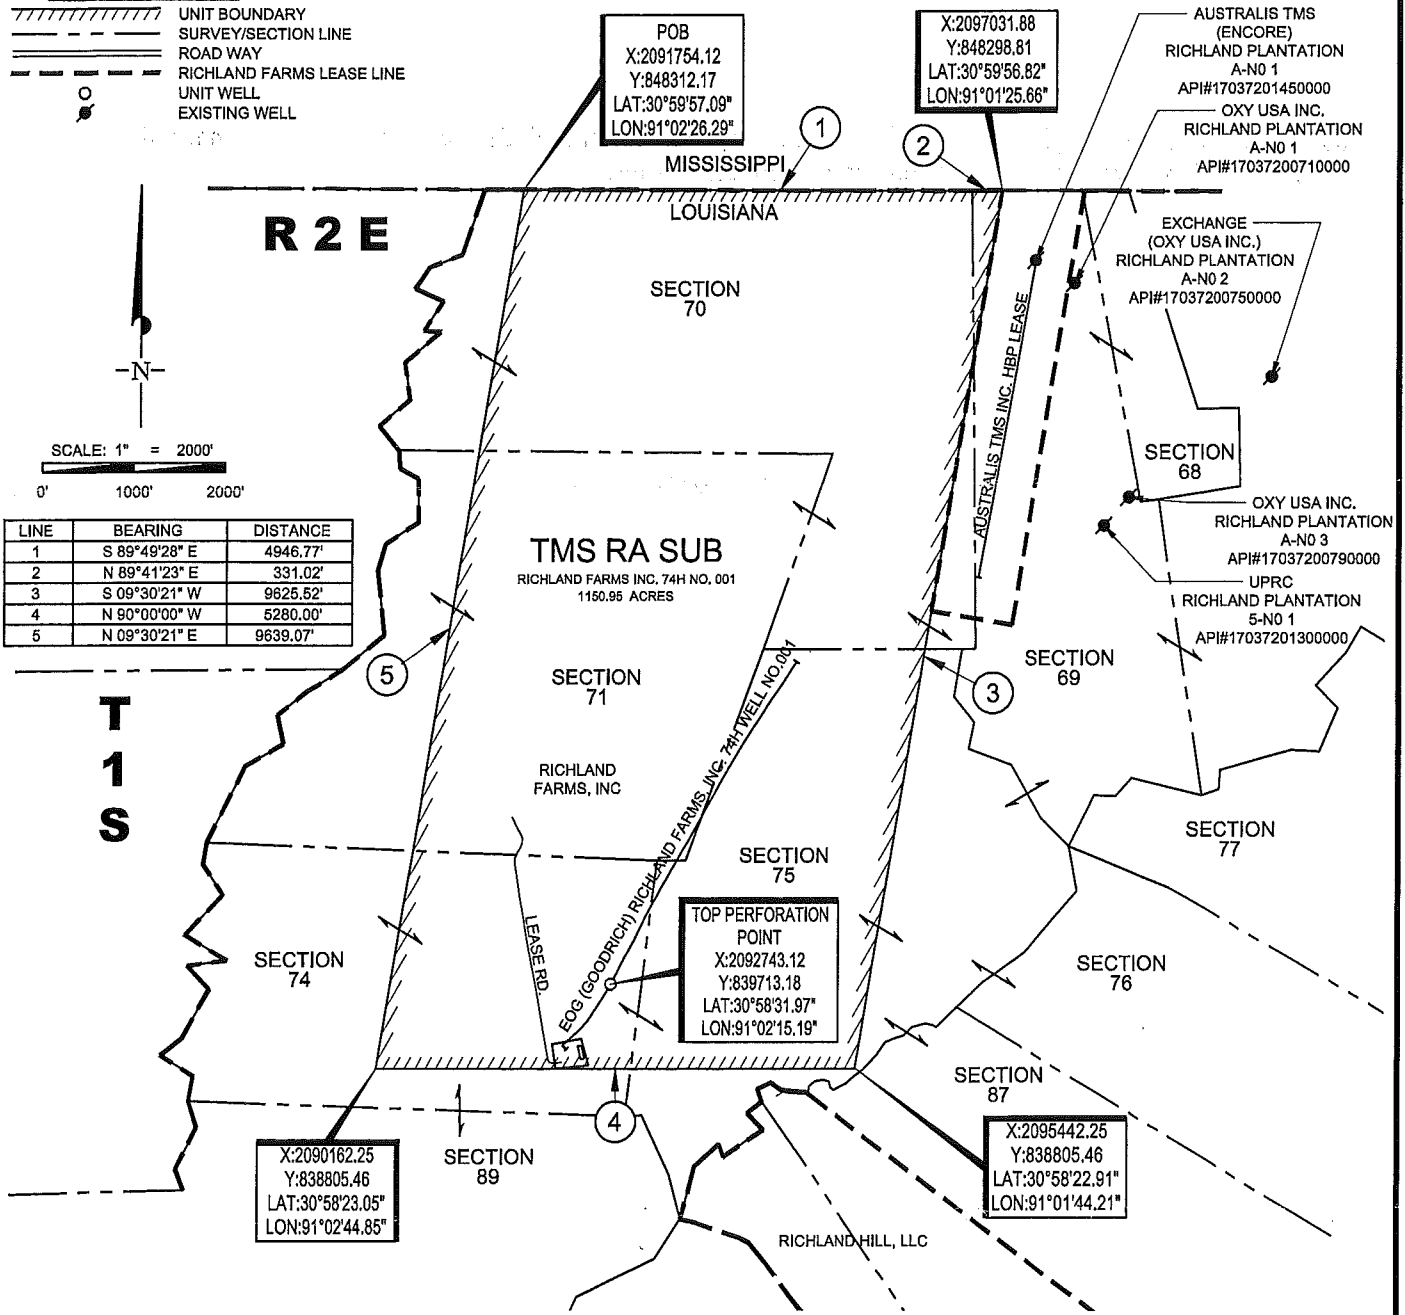 UNIT BOUNDARY
SURVEY/SECTION LINE
ROAD WAY
RICHLAND FARMS LEASE LINE
UNIT WELL
EXISTING WELL
POB
X:2091754.12
Y:848312.17
LAT:30°59'57.09"
LON:91°02'26.29"
X:2097031.88
Y:848298.81
LAT:30°59'56.82"
LON:91°01'25.66"
AUSTRALIS TMS
(ENCORE)
RICHLAND PLANTATION
A-N0 1
API#17037201450000
OXY USA INC.
RICHLAND PLANTATION
A-N0 1
API#17037200710000
EXCHANGE
(OXY USA INC.)
RICHLAND PLANTATION
A-N0 2
API#17037200750000
1
2
MISSISSIPPI
LOUISIANA
R 2 E
SECTION
70
N
SCALE: 1" = 2000'
0' 1000' 2000'
LINE BEARING DISTANCE
1 S 89°49'28" E 4946.77'
2 N 89°41'23" E 331.02'
3 S 09°30'21" W 9625.52'
4 N 90°00'00" W 5280.00'
5 N 09°30'21" E 9639.07'
AUSTRALIS TMS INC. HBP LEASE
SECTION
68
OXY USA INC.
RICHLAND PLANTATION
A-N0 3
API#17037200790000
UPRC
RICHLAND PLANTATION
5-N0 1
API#17037201300000
TMS RA SUB
RICHLAND FARMS INC. 74H NO. 001
1150.95 ACRES
5
3
SECTION
69
SECTION
71
T
1
S
RICHLAND
FARMS, INC
EOG (GOODRICH) RICHLAND FARMS, INC. 74H WELL NO.001
SECTION
75
SECTION
77
LEASE RD.
TOP PERFORATION
POINT
X:2092743.12
Y:839713.18
LAT:30°58'31.97"
LON:91°02'15.19"
SECTION
74
SECTION
76
SECTION
87
4
X:2090162.25
Y:838805.46
LAT:30°58'23.05"
LON:91°02'44.85"
SECTION
89
X:2095442.25
Y:838805.46
LAT:30°58'22.91"
LON:91°01'44.21"
RICHLAND HILL, LLC